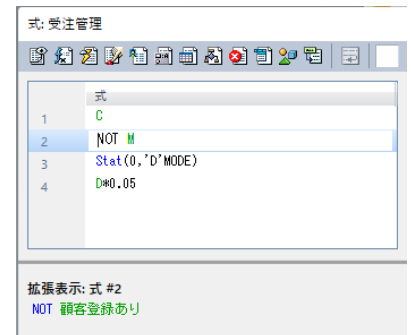 式: 受注管理
式
1 C
2 NOT M
3 Stat(0,'D'MODE)
4 D*0.05
拡張表示: 式 #2
NOT 顧客登録あり